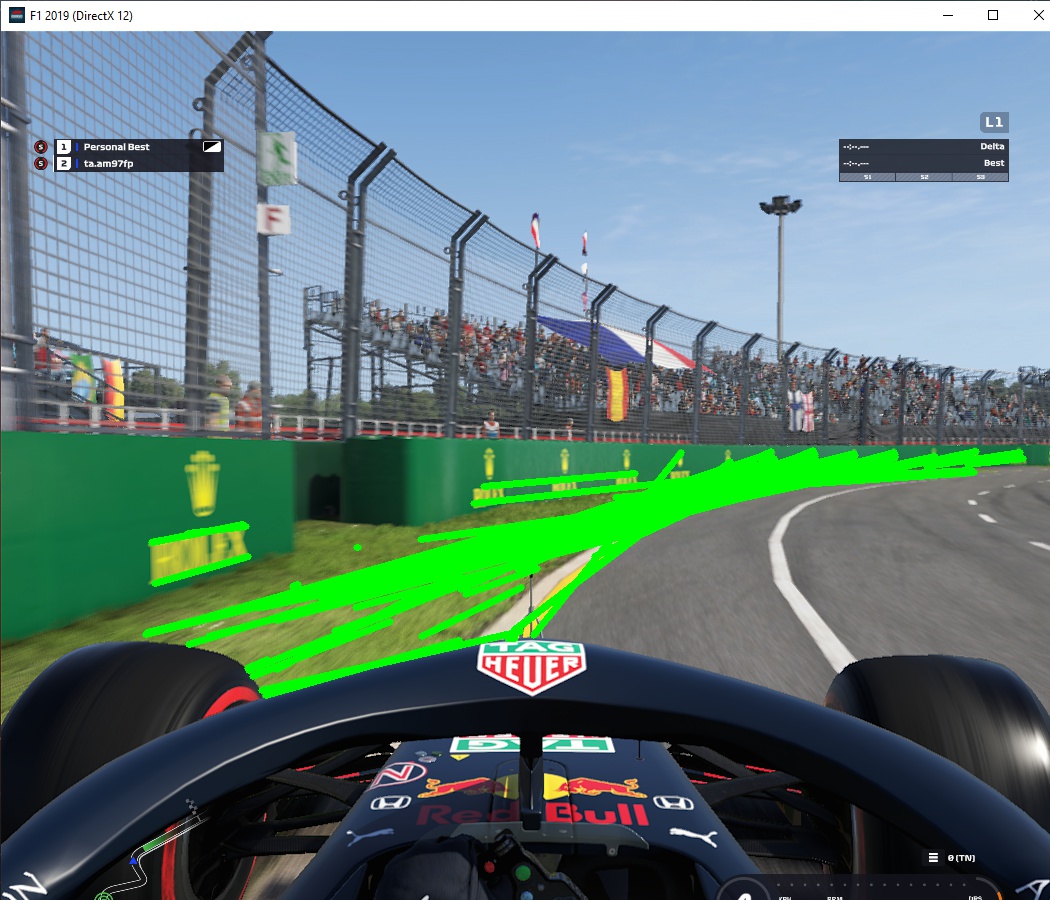 F1 2019 (DirectX 12)
L1
S 1 Personal Best
S 2 ta.am97fp
--:--.--- Delta
--:--.--- Best
S1 S2 S3
F
ROLEX
TAG
HEUER
TAG
Red Bull
0 (TN)